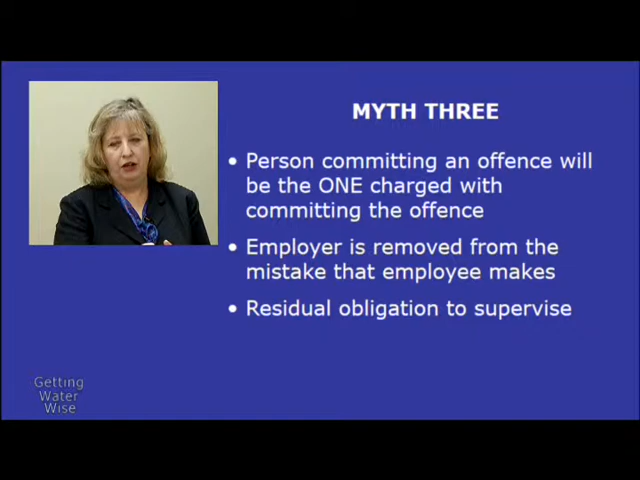 MYTH THREE
• Person committing an offence will
be the ONE charged with
committing the offence
• Employer is removed from the
mistake that employee makes
• Residual obligation to supervise
Getting
Water
Wise